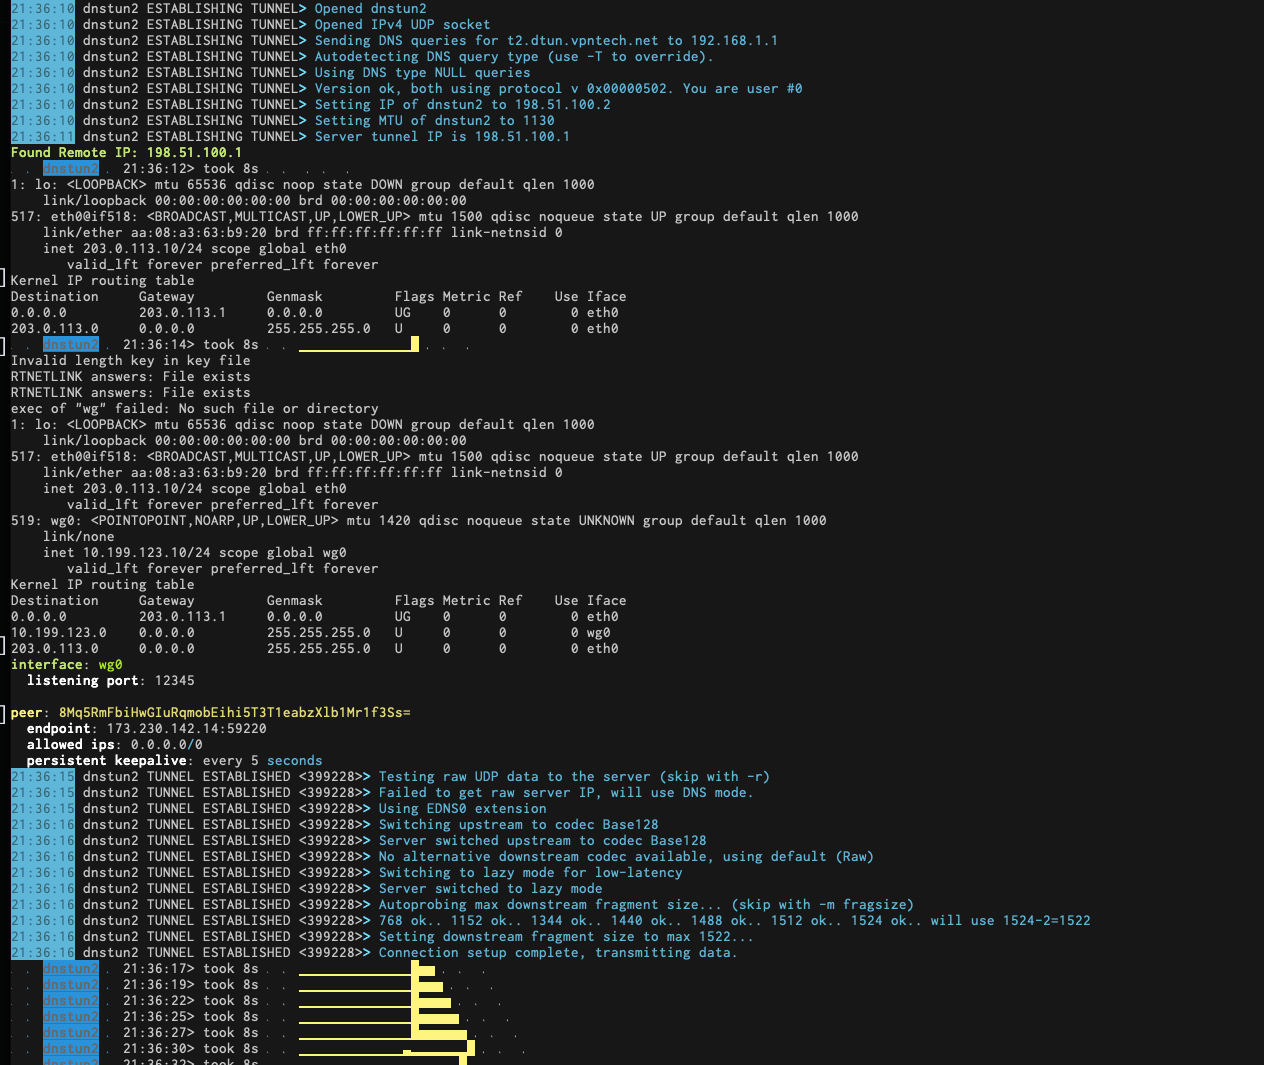 21:36:10 dnstun2 ESTABLISHING TUNNEL> Opened dnstun2
21:36:10 dnstun2 ESTABLISHING TUNNEL> Opened IPv4 UDP socket
21:36:10 dnstun2 ESTABLISHING TUNNEL> Sending DNS queries for t2.dtun.vpntech.net to 192.168.1.1
21:36:10 dnstun2 ESTABLISHING TUNNEL> Autodetecting DNS query type (use -T to override).
21:36:10 dnstun2 ESTABLISHING TUNNEL> Using DNS type NULL queries
21:36:10 dnstun2 ESTABLISHING TUNNEL> Version ok, both using protocol v 0x00000502. You are user #0
21:36:10 dnstun2 ESTABLISHING TUNNEL> Setting IP of dnstun2 to 198.51.100.2
21:36:10 dnstun2 ESTABLISHING TUNNEL> Setting MTU of dnstun2 to 1130
21:36:11 dnstun2 ESTABLISHING TUNNEL> Server tunnel IP is 198.51.100.1
Found Remote IP: 198.51.100.1
. . dnstun2 . 21:36:12> took 8s . . . . .
1: lo: <LOOPBACK> mtu 65536 qdisc noop state DOWN group default qlen 1000
    link/loopback 00:00:00:00:00:00 brd 00:00:00:00:00:00
517: eth0@if518: <BROADCAST,MULTICAST,UP,LOWER_UP> mtu 1500 qdisc noqueue state UP group default qlen 1000
    link/ether aa:08:a3:63:b9:20 brd ff:ff:ff:ff:ff:ff link-netnsid 0
    inet 203.0.113.10/24 scope global eth0
       valid_lft forever preferred_lft forever
Kernel IP routing table
Destination     Gateway         Genmask         Flags Metric Ref    Use Iface
0.0.0.0         203.0.113.1     0.0.0.0         UG    0      0        0 eth0
203.0.113.0     0.0.0.0         255.255.255.0   U     0      0        0 eth0
. . dnstun2 . 21:36:14> took 8s . . . . .
Invalid length key in key file
RTNETLINK answers: File exists
RTNETLINK answers: File exists
exec of "wg" failed: No such file or directory
1: lo: <LOOPBACK> mtu 65536 qdisc noop state DOWN group default qlen 1000
    link/loopback 00:00:00:00:00:00 brd 00:00:00:00:00:00
517: eth0@if518: <BROADCAST,MULTICAST,UP,LOWER_UP> mtu 1500 qdisc noqueue state UP group default qlen 1000
    link/ether aa:08:a3:63:b9:20 brd ff:ff:ff:ff:ff:ff link-netnsid 0
    inet 203.0.113.10/24 scope global eth0
       valid_lft forever preferred_lft forever
519: wg0: <POINTOPOINT,NOARP,UP,LOWER_UP> mtu 1420 qdisc noqueue state UNKNOWN group default qlen 1000
    link/none
    inet 10.199.123.10/24 scope global wg0
       valid_lft forever preferred_lft forever
Kernel IP routing table
Destination     Gateway         Genmask         Flags Metric Ref    Use Iface
0.0.0.0         203.0.113.1     0.0.0.0         UG    0      0        0 eth0
10.199.123.0    0.0.0.0         255.255.255.0   U     0      0        0 wg0
203.0.113.0     0.0.0.0         255.255.255.0   U     0      0        0 eth0
interface: wg0
  listening port: 12345
peer: 8Mq5RmFbiHwGIuRqmobEihi5T3T1eabzXlb1Mr1f3Ss=
  endpoint: 173.230.142.14:59220
  allowed ips: 0.0.0.0/0
  persistent keepalive: every 5 seconds
21:36:15 dnstun2 TUNNEL ESTABLISHED <399228>> Testing raw UDP data to the server (skip with -r)
21:36:15 dnstun2 TUNNEL ESTABLISHED <399228>> Failed to get raw server IP, will use DNS mode.
21:36:15 dnstun2 TUNNEL ESTABLISHED <399228>> Using EDNS0 extension
21:36:16 dnstun2 TUNNEL ESTABLISHED <399228>> Switching upstream to codec Base128
21:36:16 dnstun2 TUNNEL ESTABLISHED <399228>> Server switched upstream to codec Base128
21:36:16 dnstun2 TUNNEL ESTABLISHED <399228>> No alternative downstream codec available, using default (Raw)
21:36:16 dnstun2 TUNNEL ESTABLISHED <399228>> Switching to lazy mode for low-latency
21:36:16 dnstun2 TUNNEL ESTABLISHED <399228>> Server switched to lazy mode
21:36:16 dnstun2 TUNNEL ESTABLISHED <399228>> Autoprobing max downstream fragment size... (skip with -m fragsize)
21:36:16 dnstun2 TUNNEL ESTABLISHED <399228>> 768 ok.. 1152 ok.. 1344 ok.. 1440 ok.. 1488 ok.. 1512 ok.. 1524 ok.. will use 1524-2=1522
21:36:16 dnstun2 TUNNEL ESTABLISHED <399228>> Setting downstream fragment size to max 1522...
21:36:16 dnstun2 TUNNEL ESTABLISHED <399228>> Connection setup complete, transmitting data.
. . dnstun2 . 21:36:17> took 8s . . . . .
. . dnstun2 . 21:36:19> took 8s . . . . .
. . dnstun2 . 21:36:22> took 8s . . . . .
. . dnstun2 . 21:36:25> took 8s . . . . .
. . dnstun2 . 21:36:27> took 8s . . . . .
. . dnstun2 . 21:36:30> took 8s . . . . .
. . dnstun2 . 21:36:32> took 8s